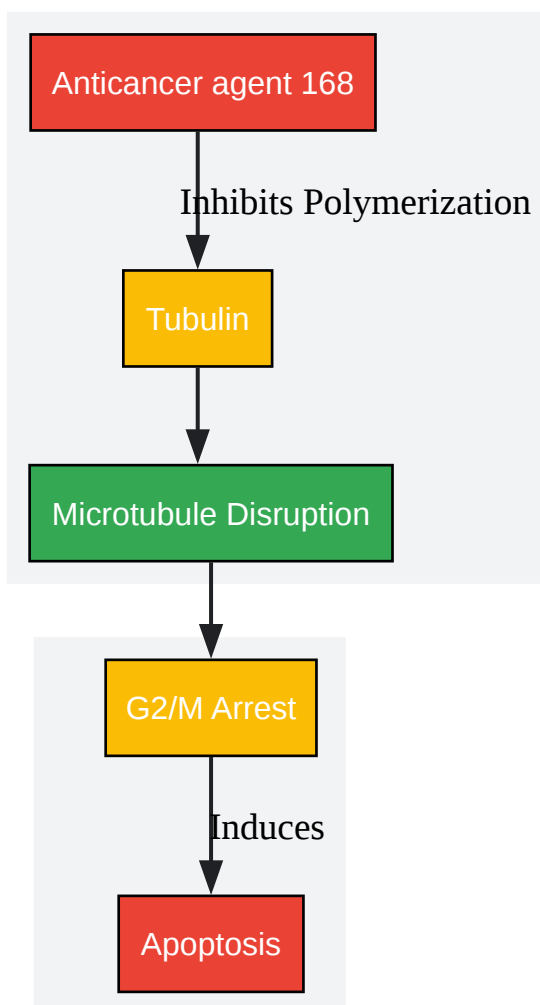 Anticancer agent 168
Inhibits Polymerization
Tubulin
Microtubule Disruption
G2/M Arrest
Induces
Apoptosis